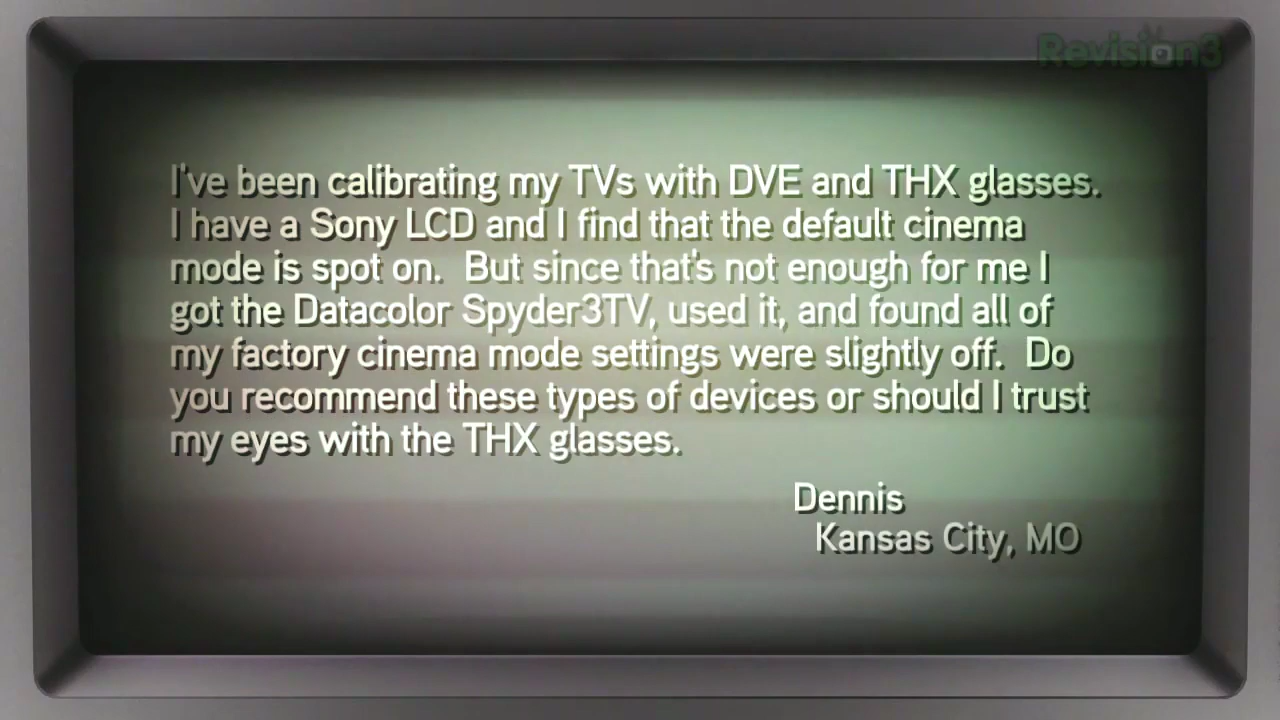 Revision3
I've been calibrating my TVs with DVE and THX glasses.
I have a Sony LCD and I find that the default cinema
mode is spot on.  But since that's not enough for me I
got the Datacolor Spyder3TV, used it, and found all of
my factory cinema mode settings were slightly off.  Do
you recommend these types of devices or should I trust
my eyes with the THX glasses.
Dennis
Kansas City, MO